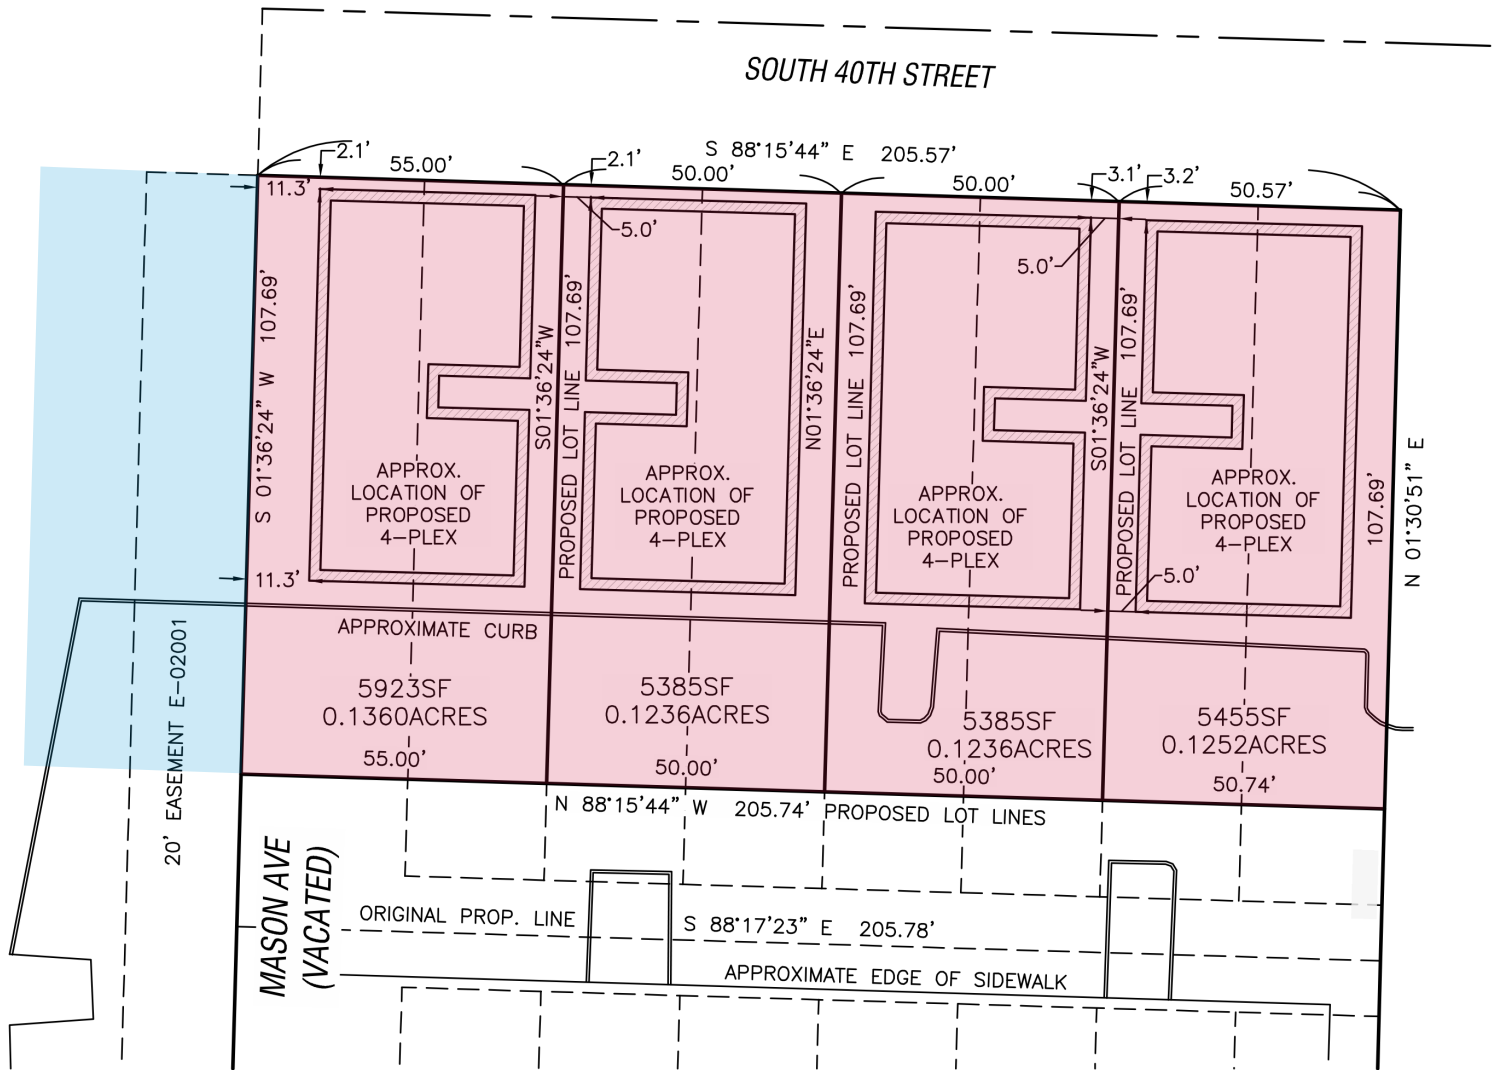 SOUTH 40TH STREET
S 88°15'44" E 205.57'
2.1'
55.00'
2.1'
50.00'
50.00'
3.1'
3.2'
50.57'
11.3'
5.0'
5.0'
S 01°36'24" W 107.69'
S01°36'24"W
PROPOSED LOT LINE 107.69'
N01°36'24"E
PROPOSED LOT LINE 107.69'
S01°36'24"W
PROPOSED LOT LINE 107.69'
107.69'
N 01°30'51" E
APPROX.
LOCATION OF
PROPOSED
4-PLEX
APPROX.
LOCATION OF
PROPOSED
4-PLEX
APPROX.
LOCATION OF
PROPOSED
4-PLEX
APPROX.
LOCATION OF
PROPOSED
4-PLEX
11.3'
5.0'
APPROXIMATE CURB
5923SF
0.1360ACRES
55.00'
5385SF
0.1236ACRES
50.00'
5385SF
0.1236ACRES
50.00'
5455SF
0.1252ACRES
50.74'
20' EASEMENT E-02001
N 88°15'44" W 205.74' PROPOSED LOT LINES
MASON AVE
(VACATED)
ORIGINAL PROP. LINE
S 88°17'23" E 205.78'
APPROXIMATE EDGE OF SIDEWALK